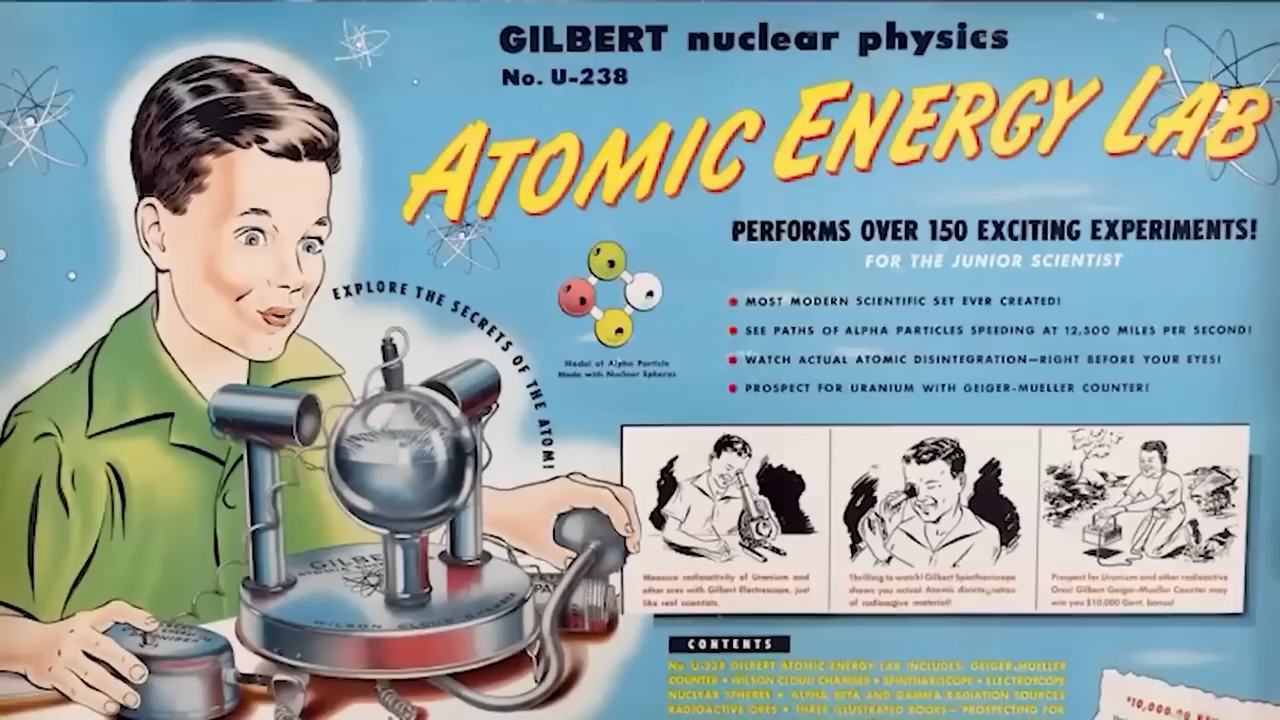 GILBERT nuclear physics
No. U-238
ATOMIC ENERGY LAB
PERFORMS OVER 150 EXCITING EXPERIMENTS!
FOR THE JUNIOR SCIENTIST
EXPLORE THE SECRETS OF THE ATOM!
MOST MODERN SCIENTIFIC SET EVER CREATED!
SEE PATHS OF ALPHA PARTICLES SPEEDING AT 12,500 MILES PER SECOND!
WATCH ACTUAL ATOMIC DISINTEGRATION—RIGHT BEFORE YOUR EYES!
PROSPECT FOR URANIUM WITH GEIGER-MUELLER COUNTER!
Model of Alpha Particle
Made with Nuclear Spheres
Measure radioactivity of Uranium and
other ores with Gilbert Electroscope, just
like real scientists.
Thrilling to watch! Gilbert Spinthariscope
shows you actual Atomic disintegration
of radioactive material!
Prospect for Uranium and other radioactive
Ores! Gilbert Geiger-Mueller Counter may
win you $10,000 Govt. bonus!
GILBE
WILSON CLOUD
CONTENTS
No. U-238 GILBERT ATOMIC ENERGY LAB INCLUDES: GEIGER-MUELLER
COUNTER • WILSON CLOUD CHAMBER • SPINTHARISCOPE • ELECTROSCOPE
NUCLEAR SPHERES • ALPHA, BETA AND GAMMA RADIATION SOURCES
RADIOACTIVE ORES • THREE ILLUSTRATED BOOKS—"PROSPECTING FOR